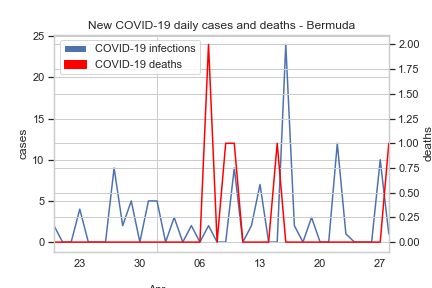 New COVID-19 daily cases and deaths - Bermuda
COVID-19 infections
COVID-19 deaths
cases
25
20
15
10
5
0
deaths
2.00
1.75
1.50
1.25
1.00
0.75
0.50
0.25
0.00
23 30 06 13 20 27